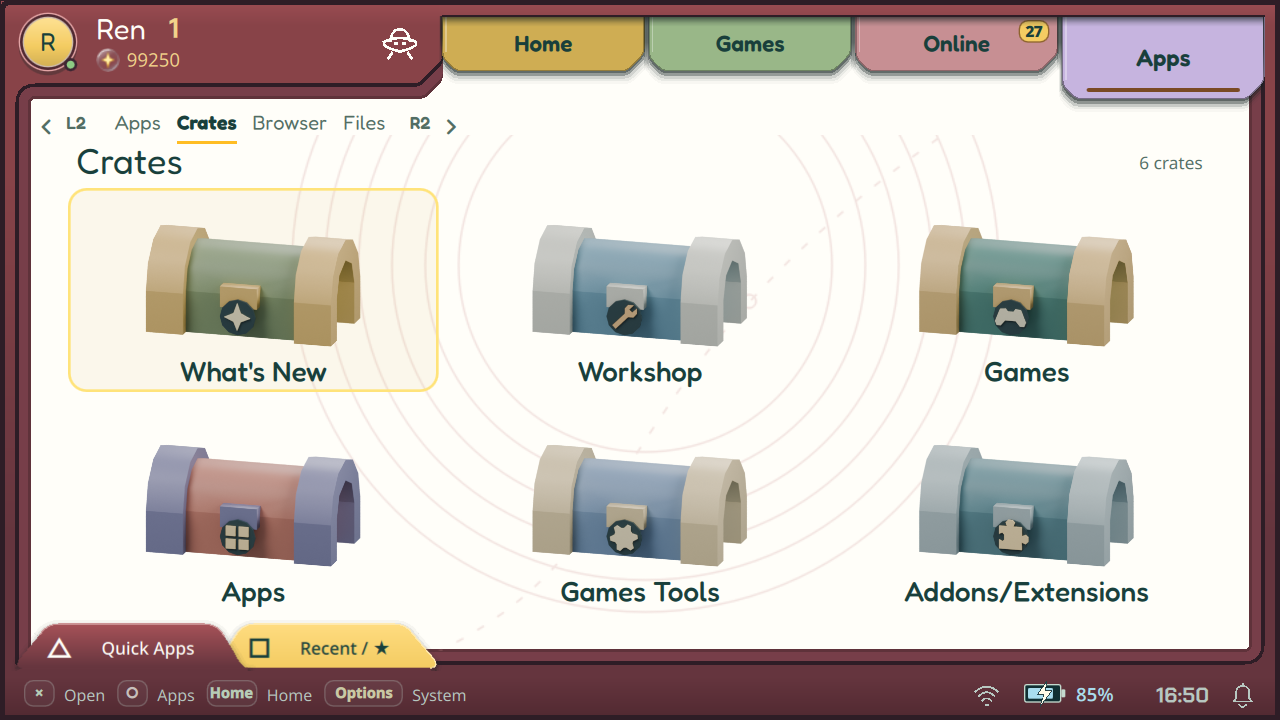 R
Ren 1
99250
Home
Games
Online
27
Apps
L2
Apps
Crates
Browser
Files
R2
Crates
6 crates
What's New
Workshop
Games
Apps
Games Tools
Addons/Extensions
Quick Apps
Recent / ★
× Open
O Apps
Home Home
Options System
85%
16:50